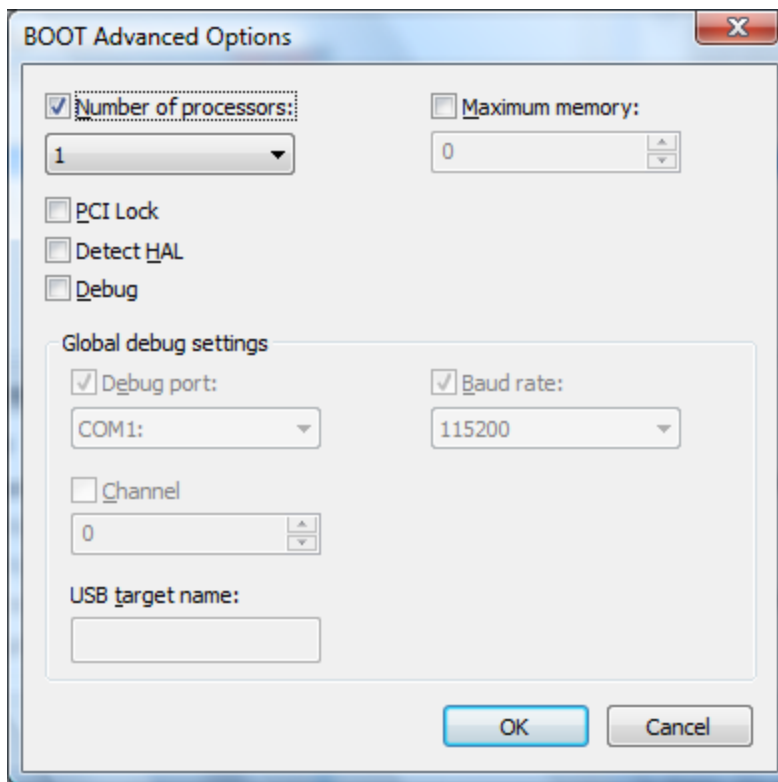 BOOT Advanced Options
Number of processors:
Maximum memory:
1
0
PCI Lock
Detect HAL
Debug
Global debug settings
Debug port:
Baud rate:
COM1:
115200
Channel
0
USB target name:
OK
Cancel